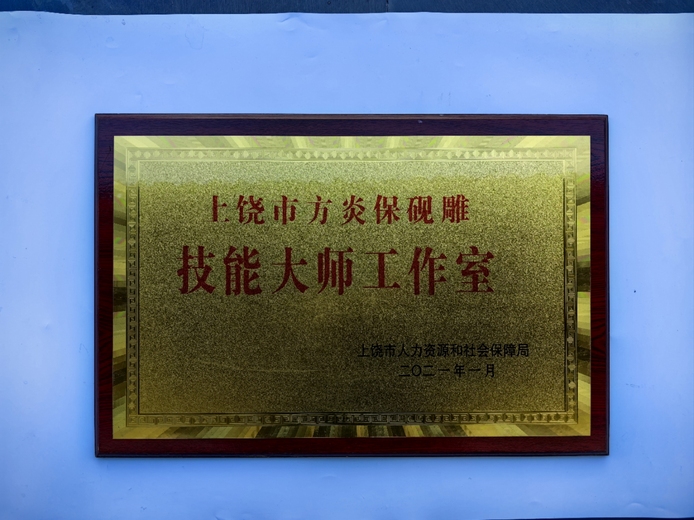 上饶市方炎保砚雕
技能大师工作室
上饶市人力资源和社会保障局
二〇二一年一月